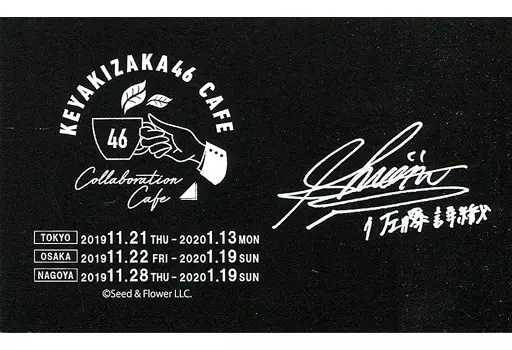 KEYAKIZAKA46 CAFE
46
Collaboration
Cafe
TOKYO 2019 11.21 THU - 2020 1.13 MON
OSAKA 2019 11.22 FRI - 2020 1.19 SUN
NAGOYA 2019 11.28 THU - 2020 1.19 SUN
©Seed & Flower LLC.
佐藤詩織